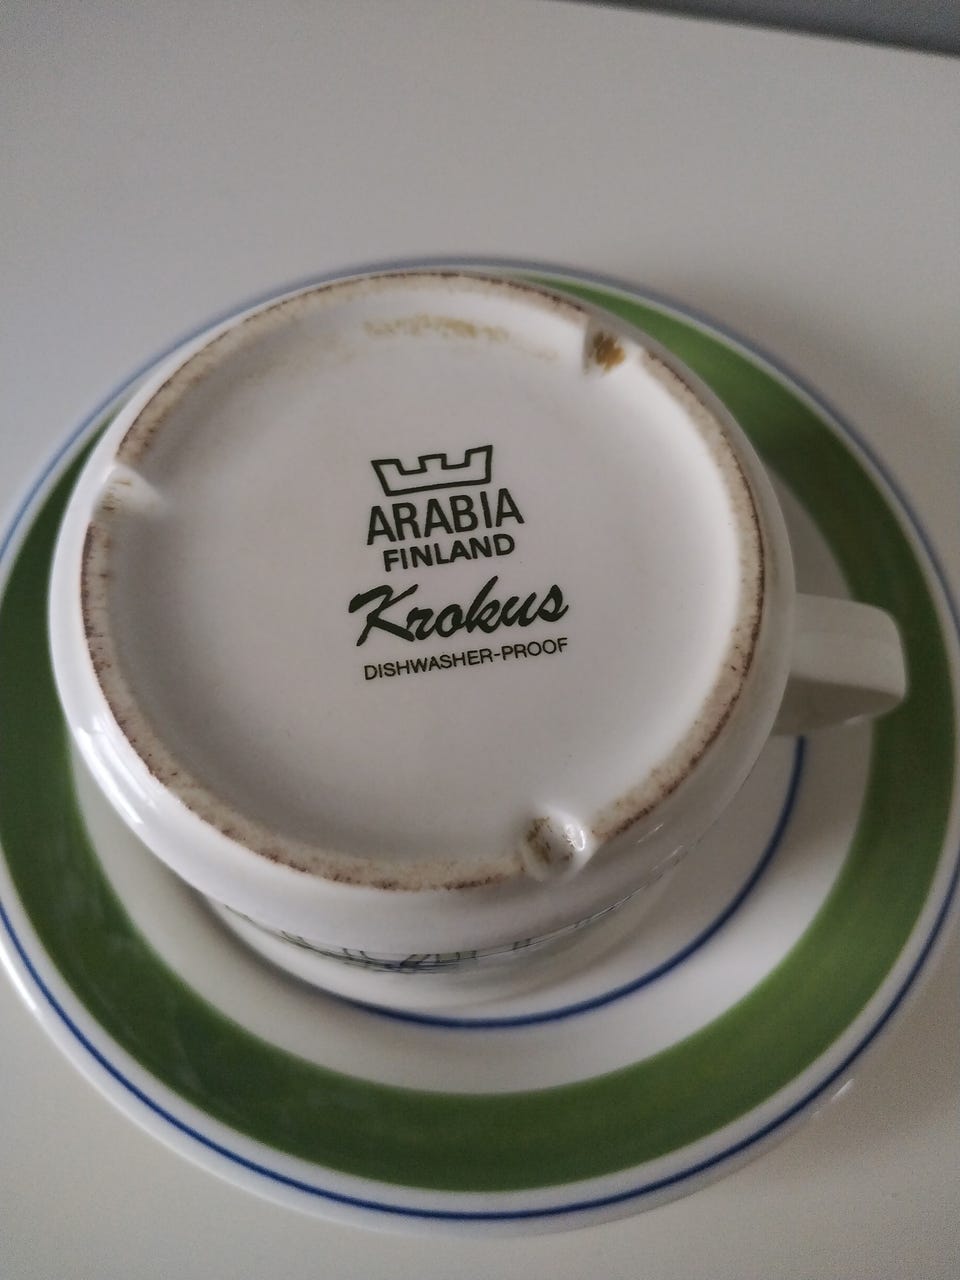 ARABIA
FINLAND
Krokus
DISHWASHER-PROOF